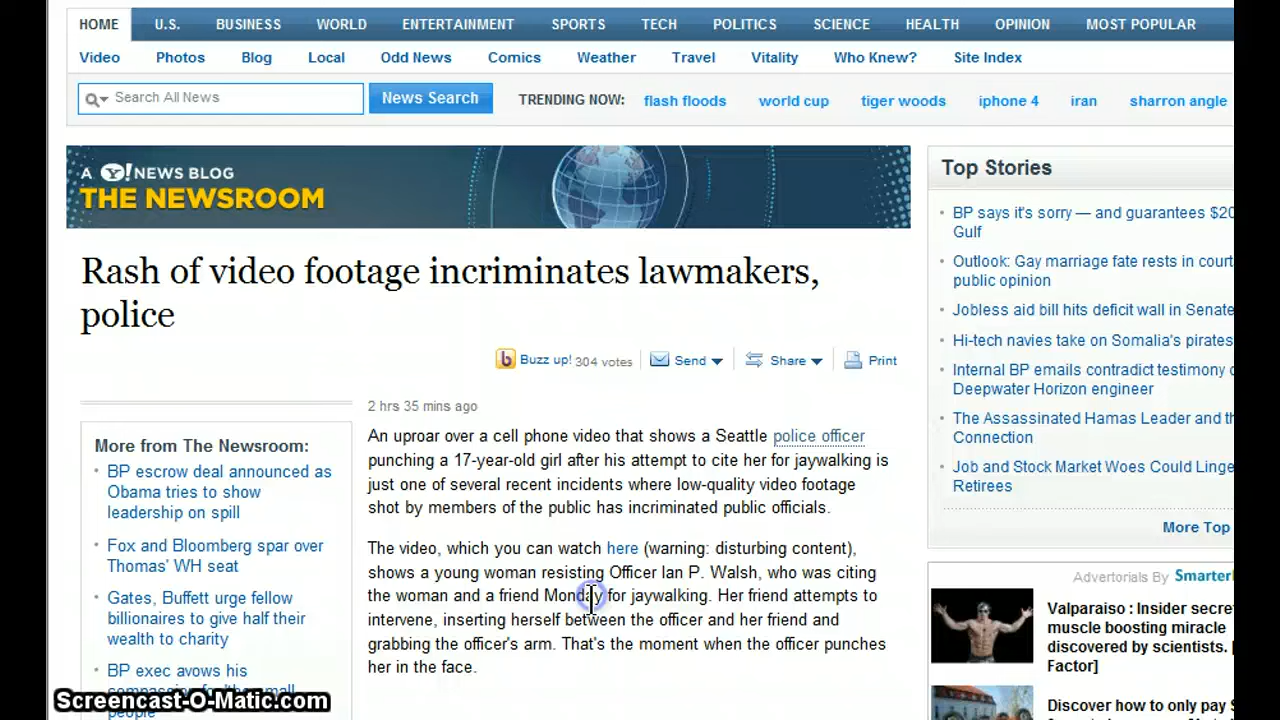 HOME U.S. BUSINESS WORLD ENTERTAINMENT SPORTS TECH POLITICS SCIENCE HEALTH OPINION MOST POPULAR
Video Photos Blog Local Odd News Comics Weather Travel Vitality Who Knew? Site Index
Search All News News Search TRENDING NOW: flash floods world cup tiger woods iphone 4 iran sharron angle
A Y! NEWS BLOG
THE NEWSROOM
Rash of video footage incriminates lawmakers,
police
Buzz up! 304 votes Send Share Print
More from The Newsroom:
BP escrow deal announced as
Obama tries to show
leadership on spill
Fox and Bloomberg spar over
Thomas' WH seat
Gates, Buffett urge fellow
billionaires to give half their
wealth to charity
BP exec avows his
people
2 hrs 35 mins ago
An uproar over a cell phone video that shows a Seattle police officer
punching a 17-year-old girl after his attempt to cite her for jaywalking is
just one of several recent incidents where low-quality video footage
shot by members of the public has incriminated public officials.
The video, which you can watch here (warning: disturbing content),
shows a young woman resisting Officer Ian P. Walsh, who was citing
the woman and a friend Monday for jaywalking. Her friend attempts to
intervene, inserting herself between the officer and her friend and
grabbing the officer's arm. That's the moment when the officer punches
her in the face.
Top Stories
BP says it's sorry — and guarantees $20
Gulf
Outlook: Gay marriage fate rests in court
public opinion
Jobless aid bill hits deficit wall in Senate
Hi-tech navies take on Somalia's pirates
Internal BP emails contradict testimony
Deepwater Horizon engineer
The Assassinated Hamas Leader and
Connection
Job and Stock Market Woes Could
Retirees
More Top
Advertorials By
Valparaiso : Insider
muscle boosting miracle
discovered by scientists. [
Factor]
Discover how to only pay
Screencast-O-Matic.com